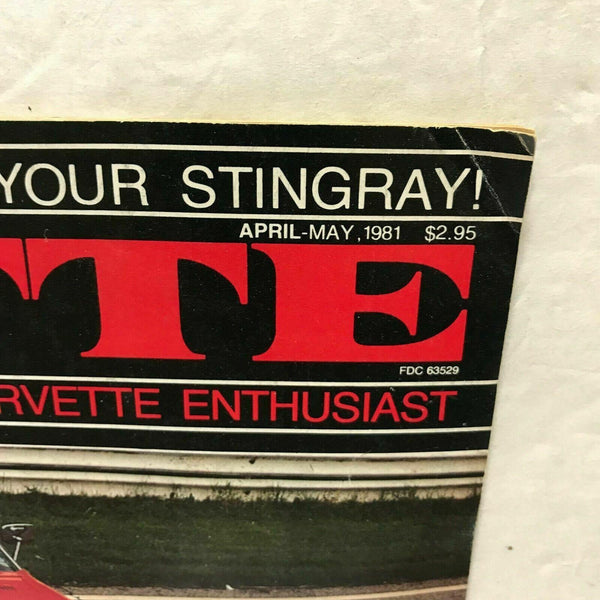 YOUR STINGRAY!
APRIL-MAY, 1981 $2.95
TTE
FDC 63529
RVETTE ENTHUSIAST